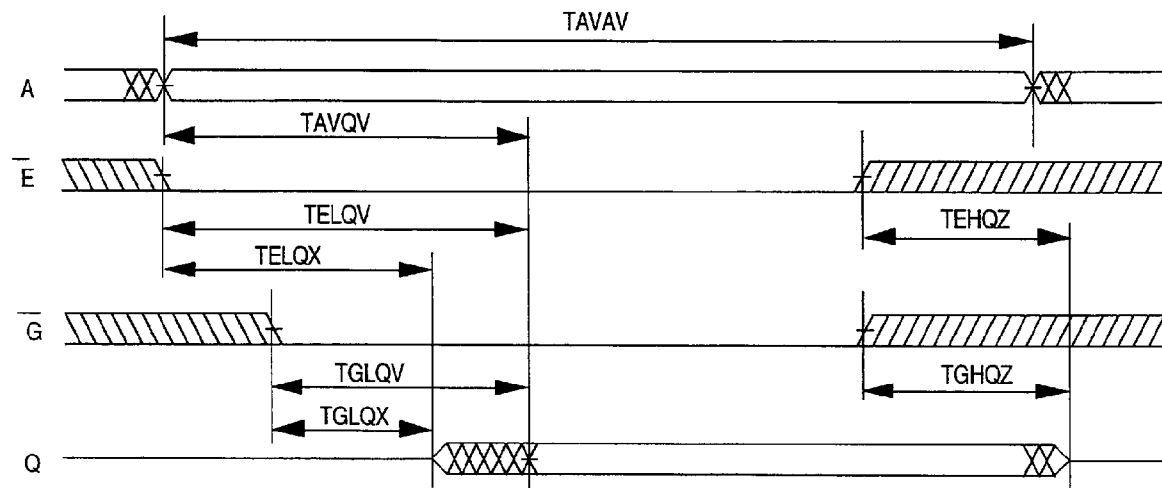 TAVAV
A
TAVQV
E̅
TELQV
TEHQZ
TELQX
G̅
TGLQV
TGHQZ
TGLQX
Q